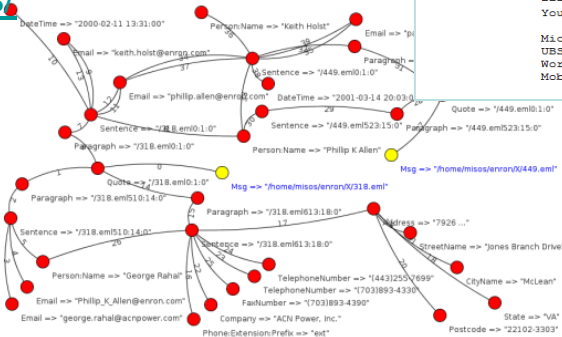 DateTime => "2000-02-11 13:31:00"
Person:Name => "Keith Holst"
Email => "pa
You
Email => "keith.holst@enron.com"
Paragraph =
Mic
UBS
Wor
Mob
Sentence => "/449.eml0:1:0"
Email => "phillip.allen@enron.com"
DateTime => "2001-03-14 20:03:0
Quote => "/449.eml0:1:0"
Sentence => "/318.eml0:1:0"
Sentence => "/449.eml523:15:0"
Paragraph => "/449.eml523:15:0"
Paragraph => "/318.eml0:1:0"
Person:Name => "Phillip K Allen"
Msg => "/home/misos/enron/X/449.eml"
Quote => "/318.eml0:1:0"
Msg => "/home/misos/enron/X/318.eml"
Paragraph => "/318.eml510:14:0"
Paragraph => "/318.eml613:18:0"
Address => "7926 ..."
Sentence => "/318.eml510:14:0"
Sentence => "/318.eml613:18:0"
StreetName => "Jones Branch Drive
Person:Name => "George Rahal"
TelephoneNumber => "(443)255-7699"
CityName => "McLean"
TelephoneNumber => "(703)893-4330"
Email => "Phillip_K_Allen@enron.com"
FaxNumber => "(703)893-4390"
Email => "george.rahal@acnpower.com"
Company => "ACN Power, Inc."
State => "VA"
Phone:Extension:Prefix => "ext"
Postcode => "22102-3303"